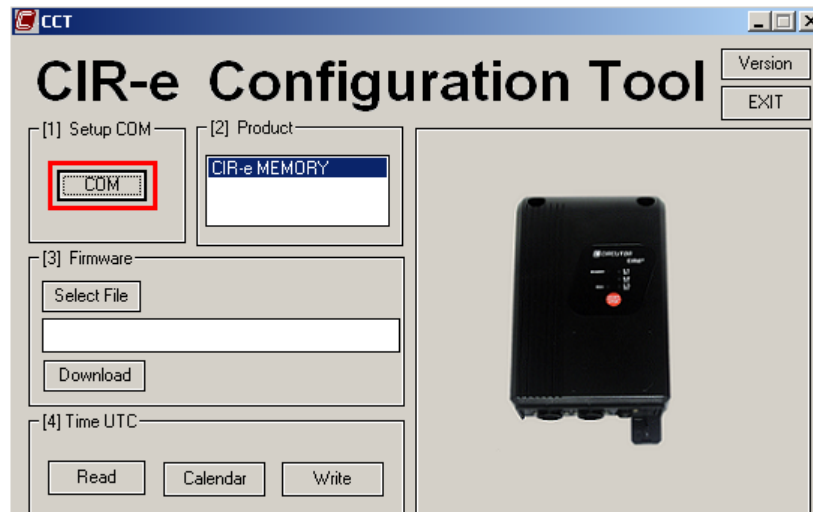 CCT
CIR-e Configuration Tool
Version
EXIT
[1] Setup COM
COM
[2] Product
CIR-e MEMORY
[3] Firmware
Select File
Download
[4] Time UTC
Read
Calendar
Write
CIRCUTOR